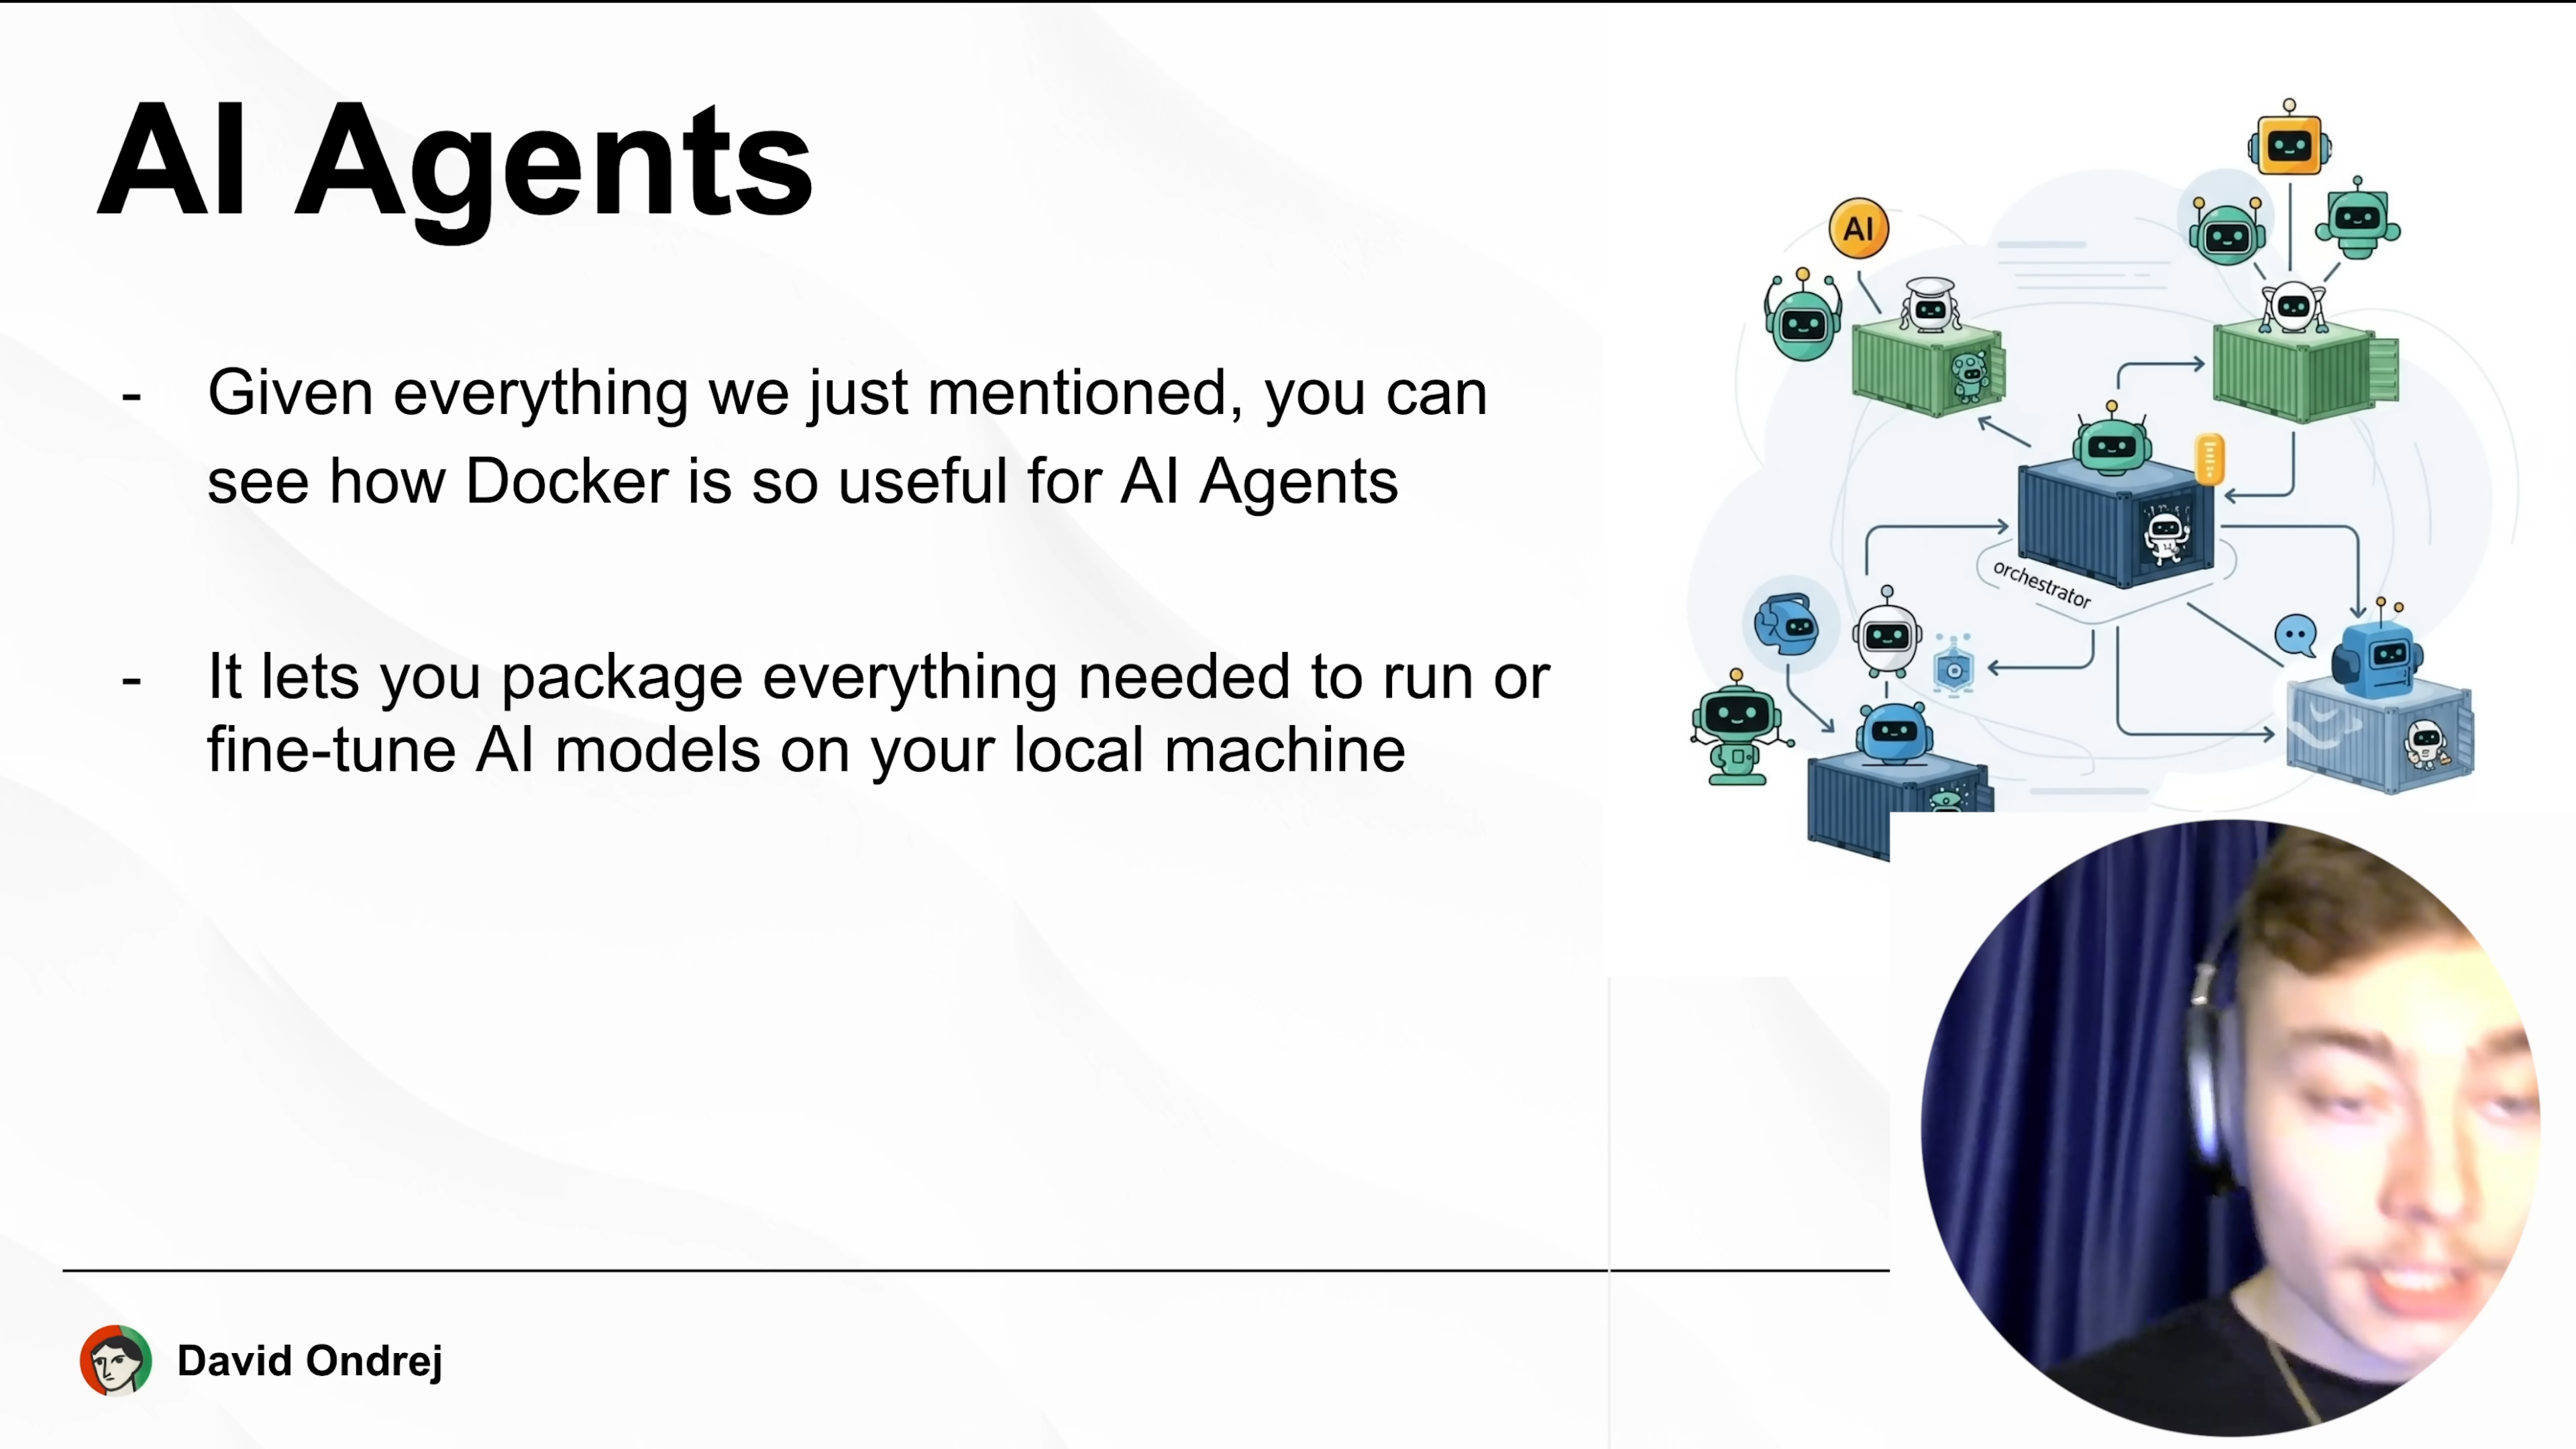 AI Agents
- Given everything we just mentioned, you can
see how Docker is so useful for AI Agents
- It lets you package everything needed to run or
fine-tune AI models on your local machine
AI
orchestrator
David Ondrej